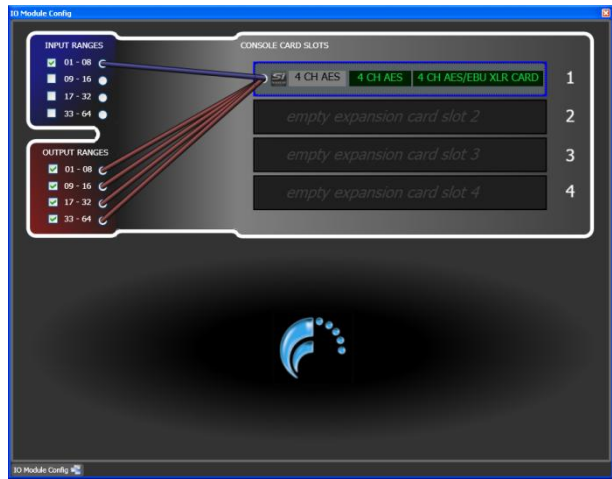 IO Module Config
INPUT RANGES
01 - 08
09 - 16
17 - 32
33 - 64
OUTPUT RANGES
01 - 08
09 - 16
17 - 32
33 - 64
CONSOLE CARD SLOTS
Si 4 CH AES 4 CH AES 4 CH AES/EBU XLR CARD 1
empty expansion card slot 2 2
empty expansion card slot 3 3
empty expansion card slot 4 4
IO Module Config